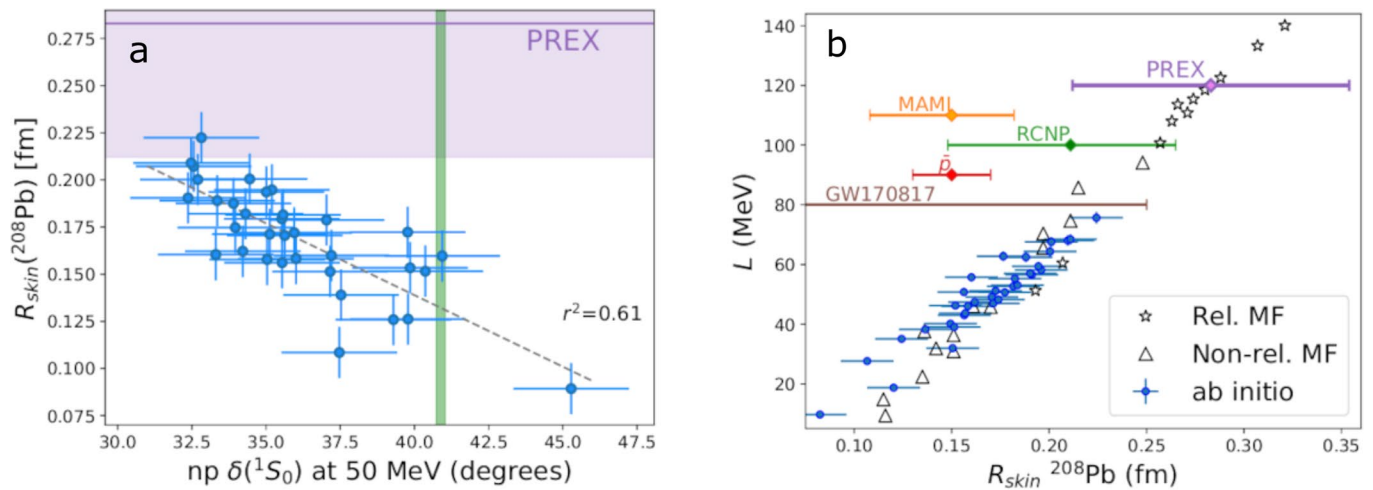 a
PREX
r²=0.61
0.275
0.250
0.225
0.200
0.175
0.150
0.125
0.100
0.075
R_skin(²⁰⁸Pb) [fm]
30.0 32.5 35.0 37.5 40.0 42.5 45.0 47.5
np δ(¹S₀) at 50 MeV (degrees)
b
140
120
100
80
60
40
20
L (MeV)
PREX
MAMI
RCNP
p̄
GW170817
Rel. MF
Non-rel. MF
ab initio
0.10 0.15 0.20 0.25 0.30 0.35
R_skin ²⁰⁸Pb (fm)